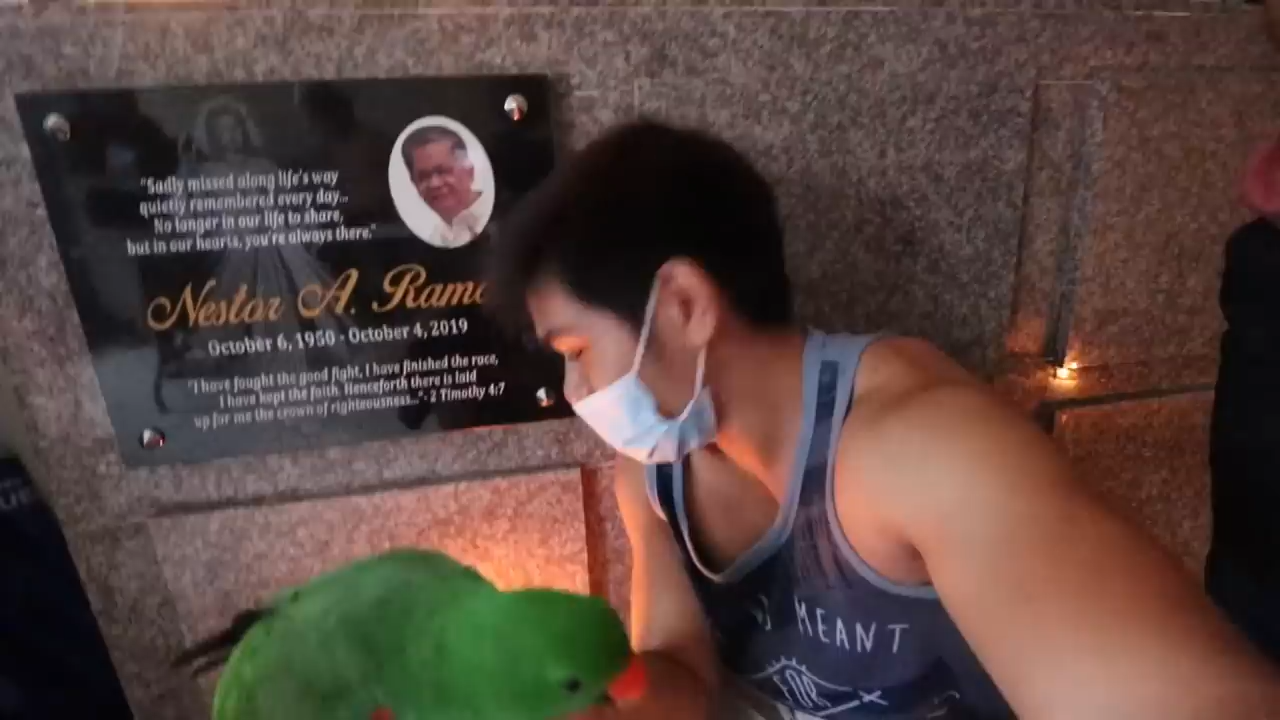 "Sadly missed along life's way
quietly remembered every day...
No longer in our life to share,
but in our hearts, you're always there."
Nestor A. Ram
October 6, 1950 - October 4, 2019
"I have fought the good fight, I have finished the race,
I have kept the faith. Henceforth there is laid
up for me the crown of righteousness..." - 2 Timothy 4:7
MEANT
FOR